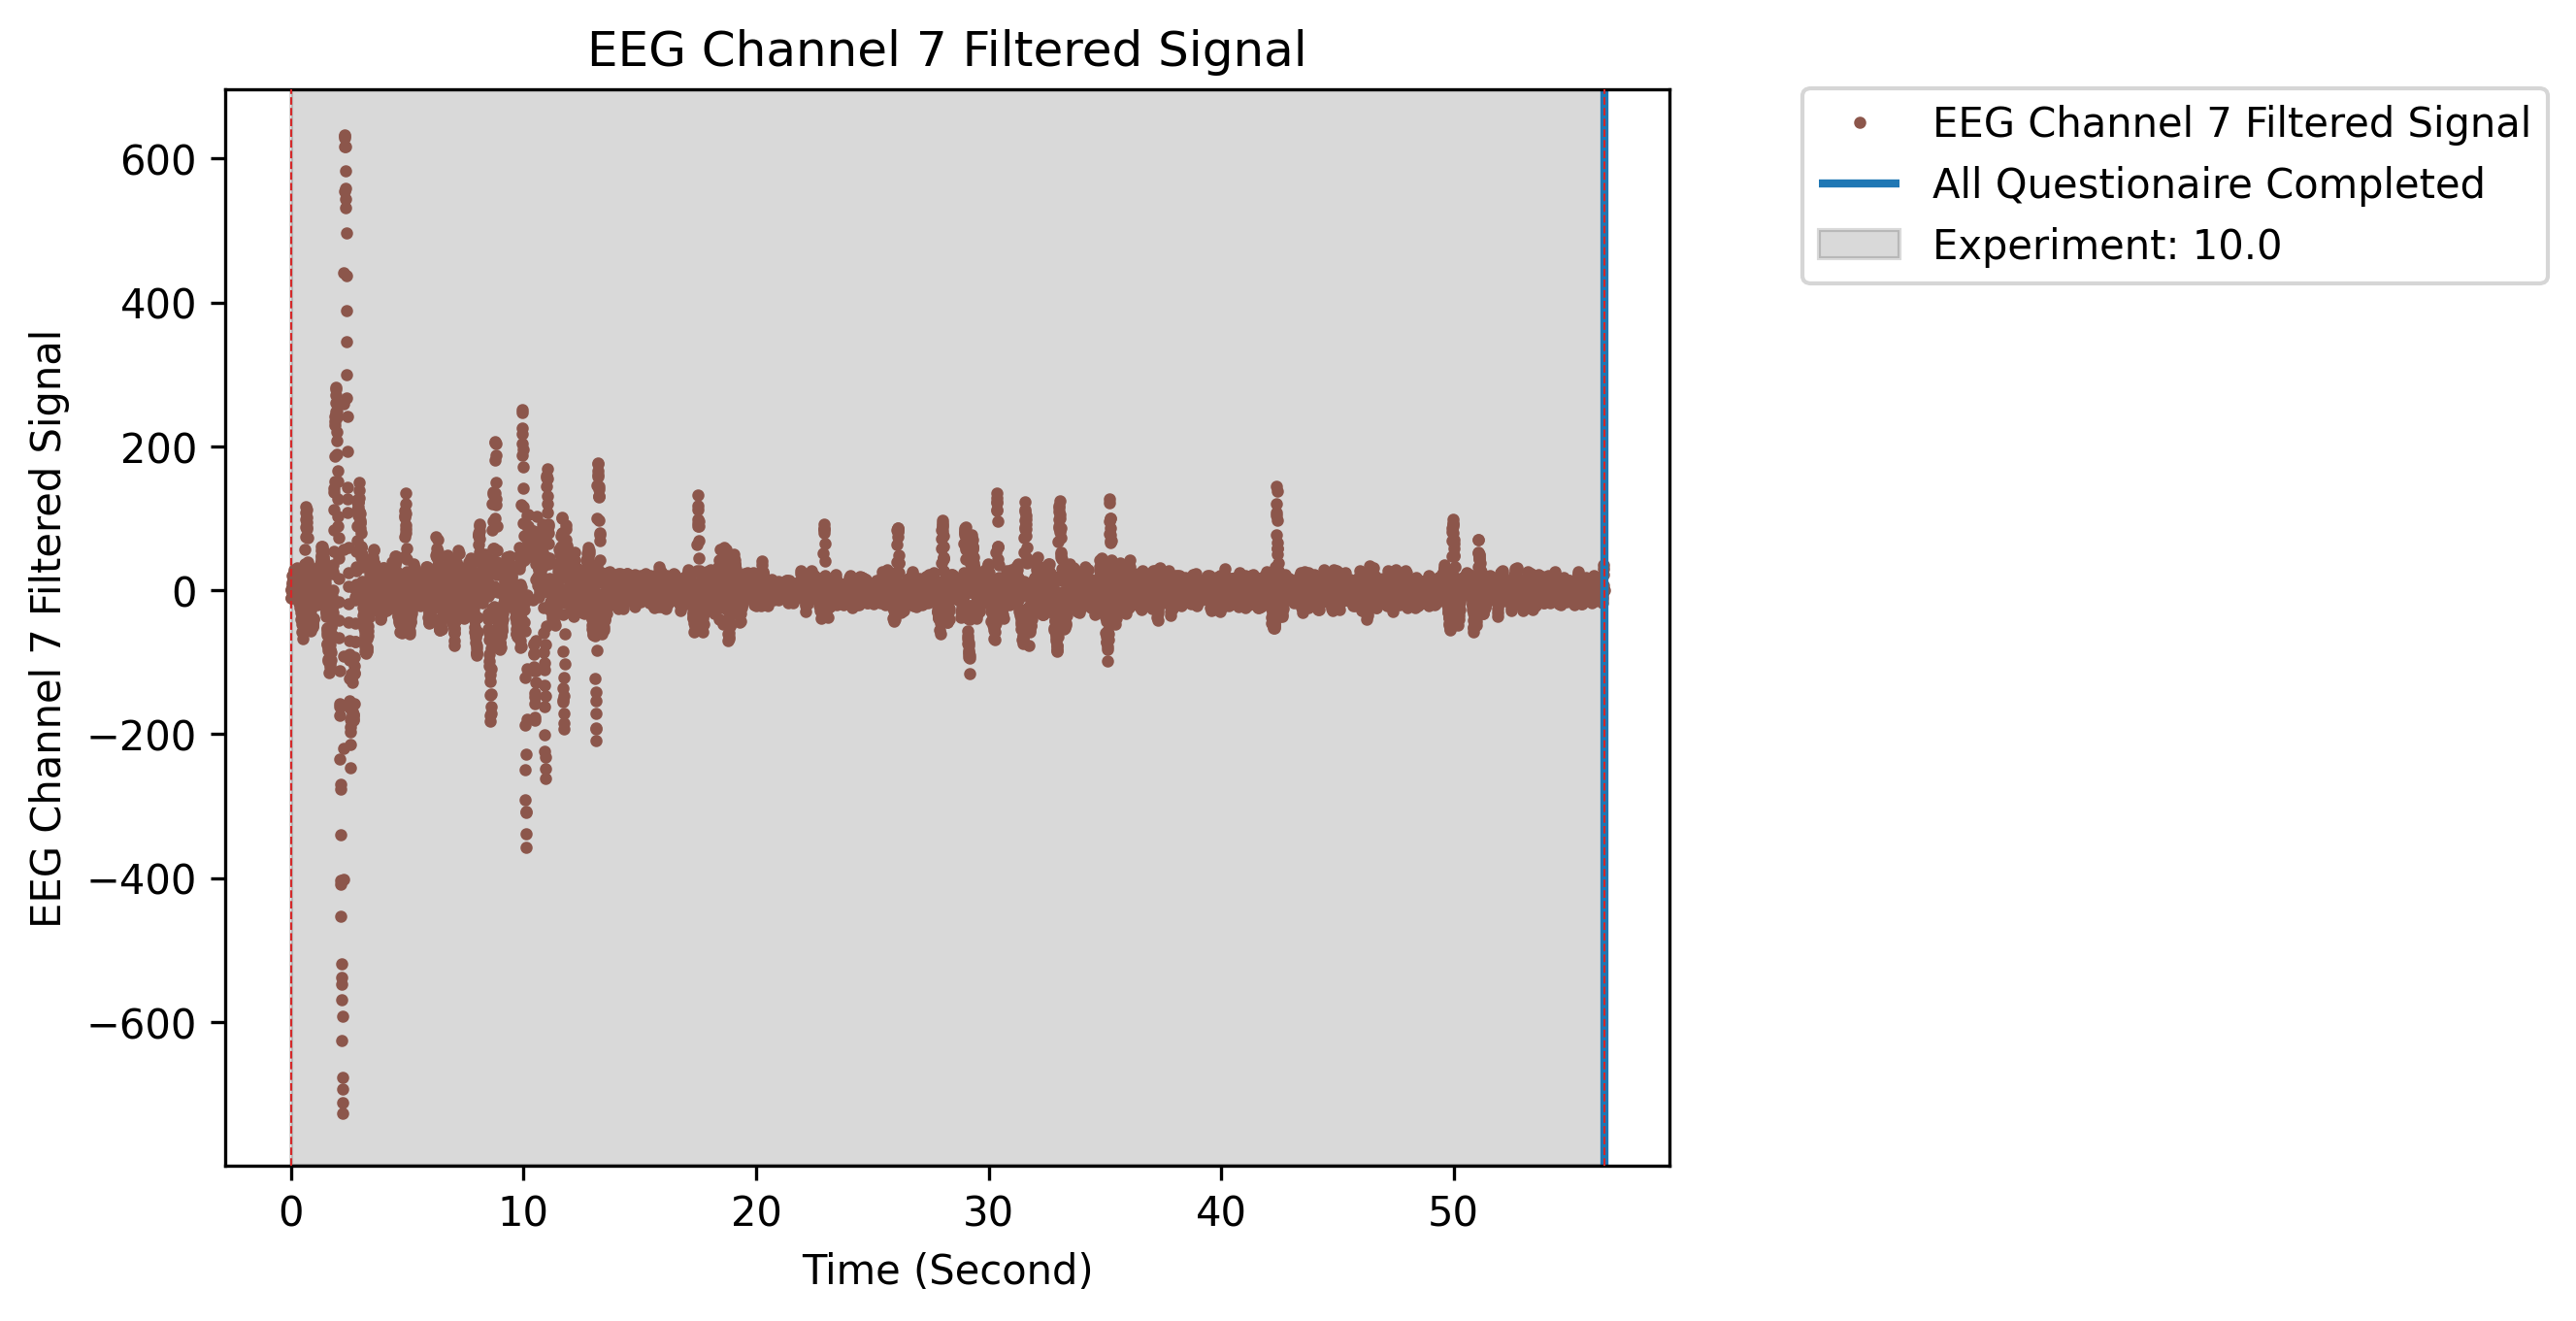 EEG Channel 7 Filtered Signal
EEG Channel 7 Filtered Signal
All Questionaire Completed
Experiment: 10.0
EEG Channel 7 Filtered Signal
600
400
200
0
−200
−400
−600
0 10 20 30 40 50
Time (Second)